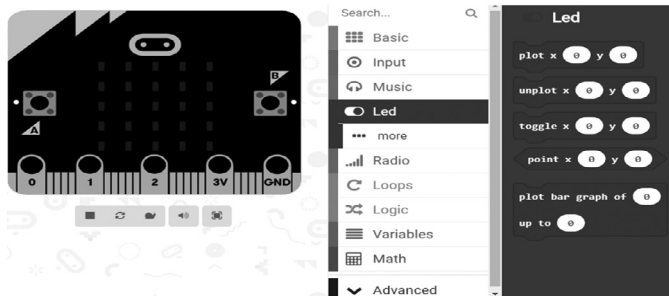 B
A
0 1 2 3V GND
Search...
Basic
Input
Music
Led
more
Radio
Loops
Logic
Variables
Math
Advanced
Led
plot x 0 y 0
unplot x 0 y 0
toggle x 0 y 0
point x 0 y 0
plot bar graph of 0
up to 0